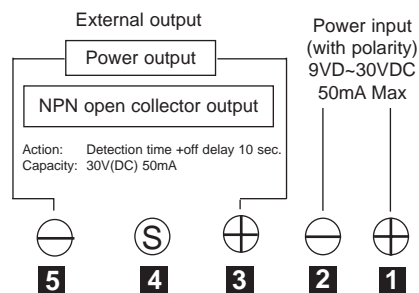 External output
Power output
NPN open collector output
Action: Detection time +off delay 10 sec.
Capacity: 30V(DC) 50mA
Power input
(with polarity)
9VD~30VDC
50mA Max
S
5 4 3 2 1